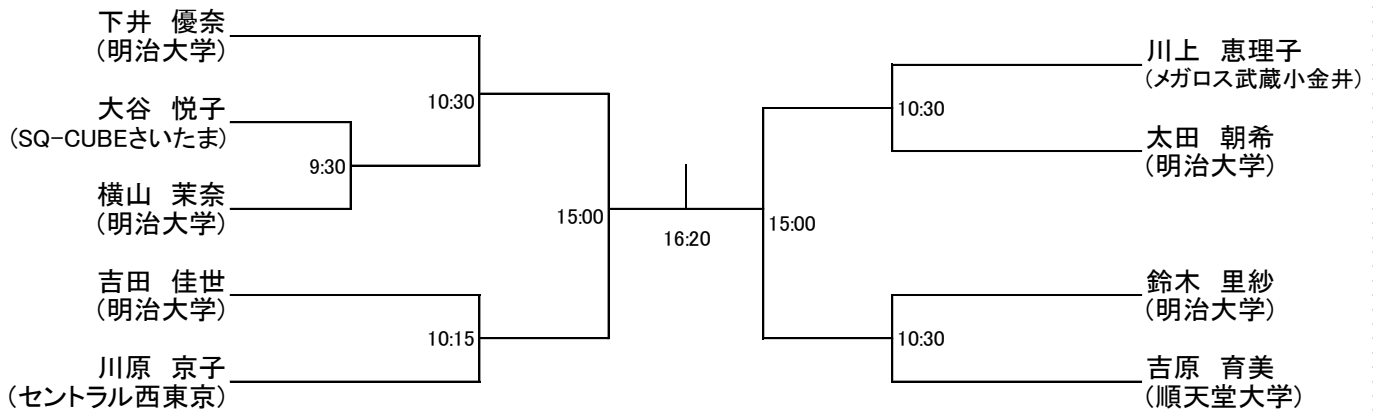 下井　優奈
(明治大学)
10:30
大谷　悦子
(SQ-CUBEさいたま)
9:30
横山　茉奈
(明治大学)
15:00
吉田　佳世
(明治大学)
10:15
川原　京子
(セントラル西東京)
16:20
川上　恵理子
(メガロス武蔵小金井)
10:30
太田　朝希
(明治大学)
15:00
鈴木　里紗
(明治大学)
10:30
吉原　育美
(順天堂大学)